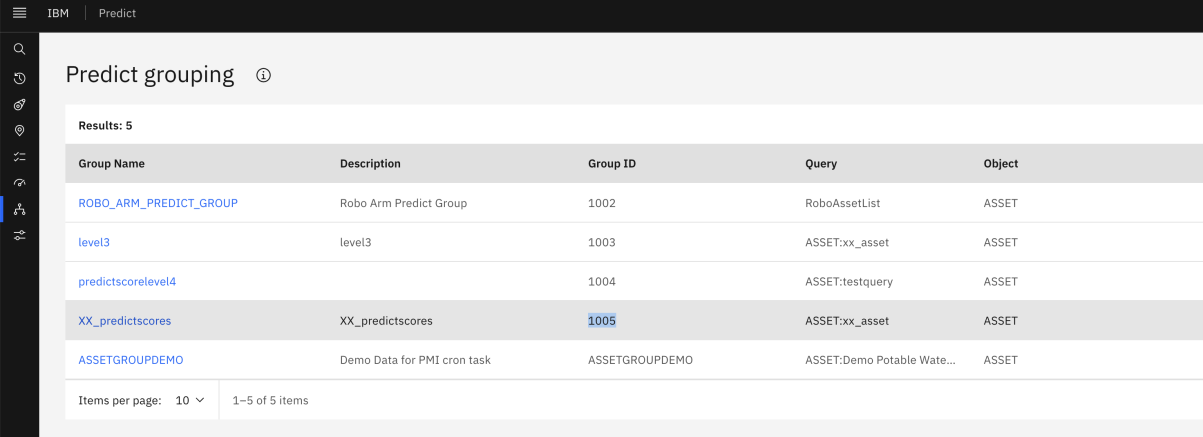 IBM Predict
Predict grouping
Results: 5
Group Name Description Group ID Query Object
ROBO_ARM_PREDICT_GROUP Robo Arm Predict Group 1002 RoboAssetList ASSET
level3 level3 1003 ASSET:xx_asset ASSET
predictscorelevel4 1004 ASSET:testquery ASSET
XX_predictscores XX_predictscores 1005 ASSET:xx_asset ASSET
ASSETGROUPDEMO Demo Data for PMI cron task ASSETGROUPDEMO ASSET:Demo Potable Wate... ASSET
Items per page: 10 1–5 of 5 items